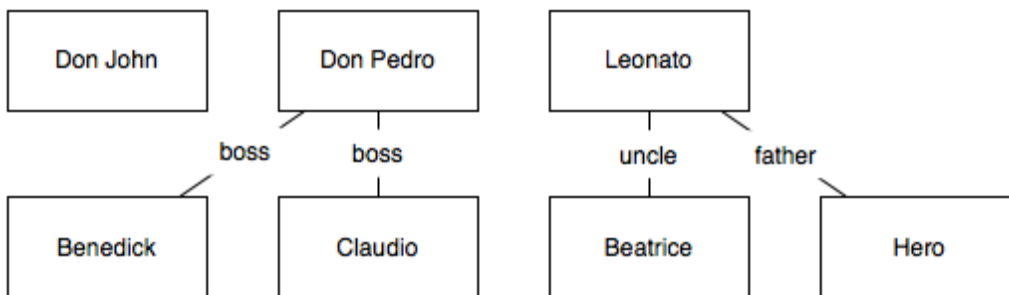 Don John
Don Pedro
Leonato
boss
boss
uncle
father
Benedick
Claudio
Beatrice
Hero